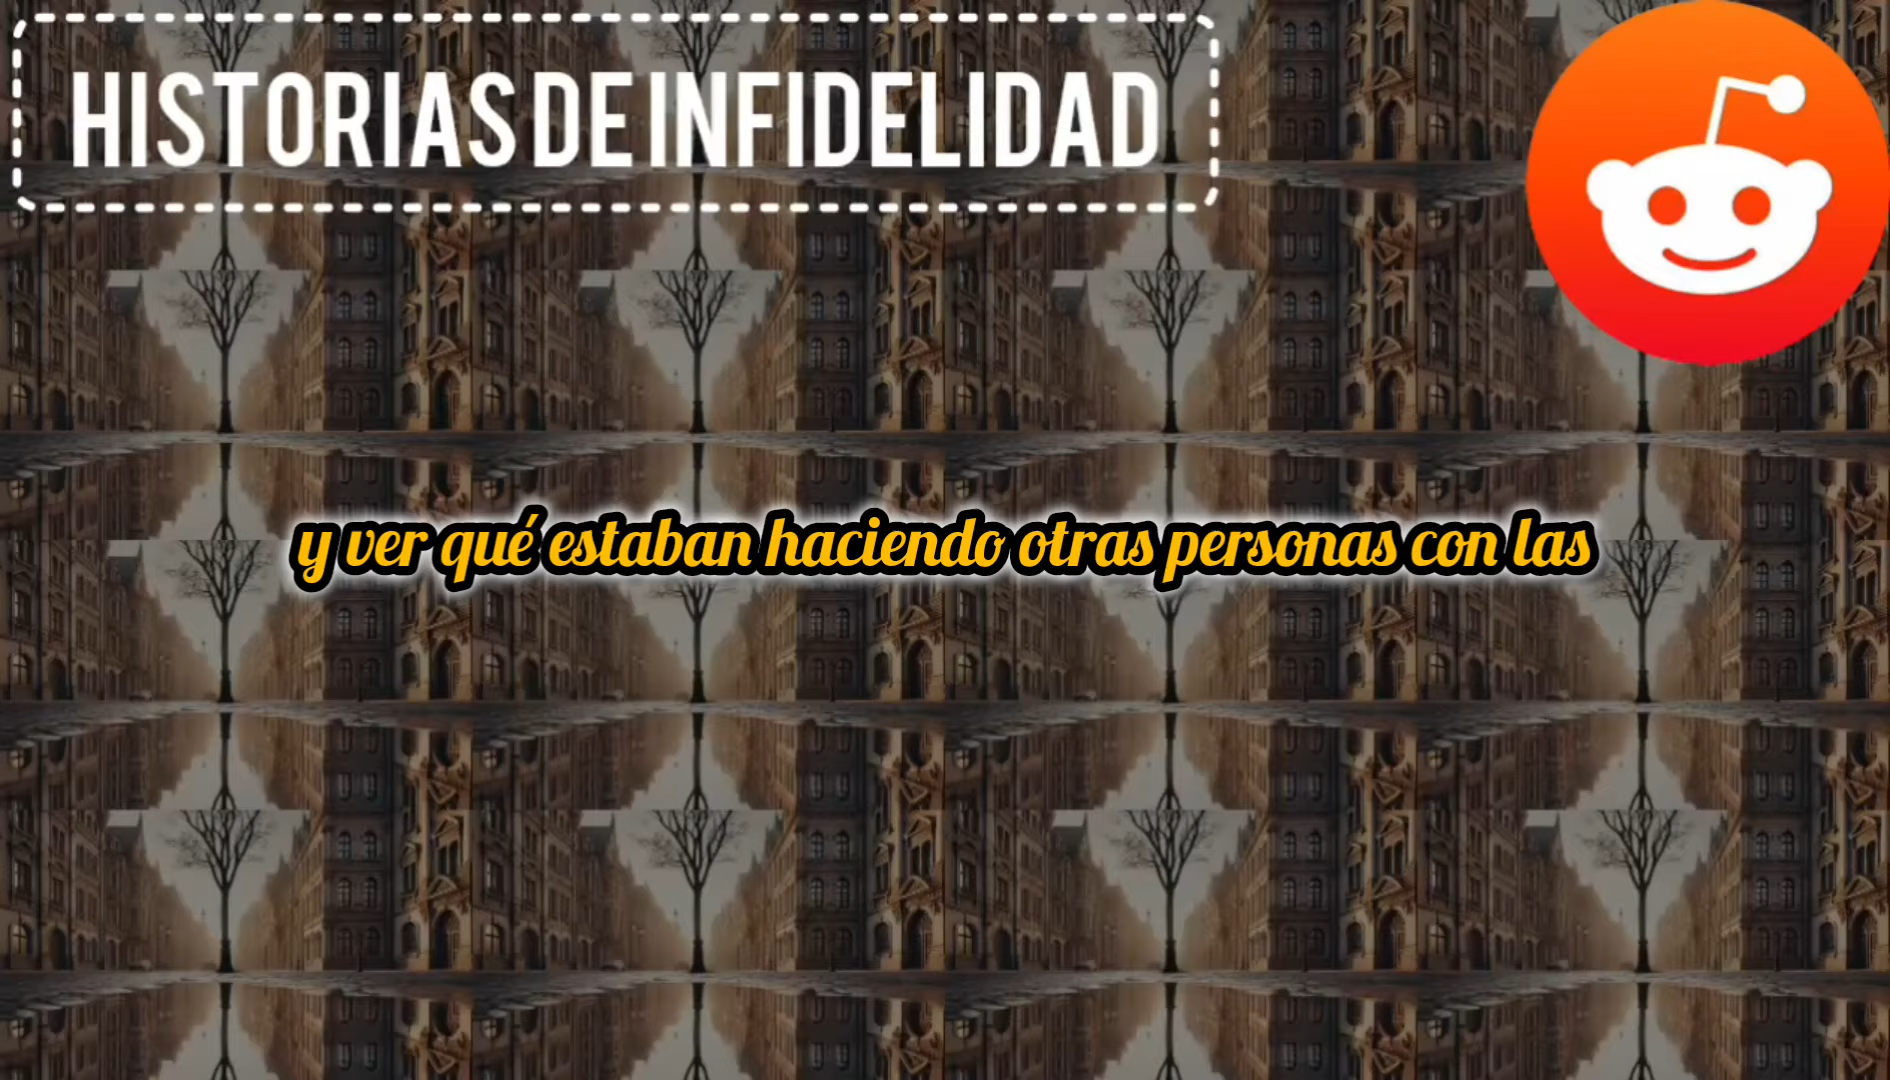 HISTORIAS DE INFIDELIDAD
y ver qué estaban haciendo otras personas con las